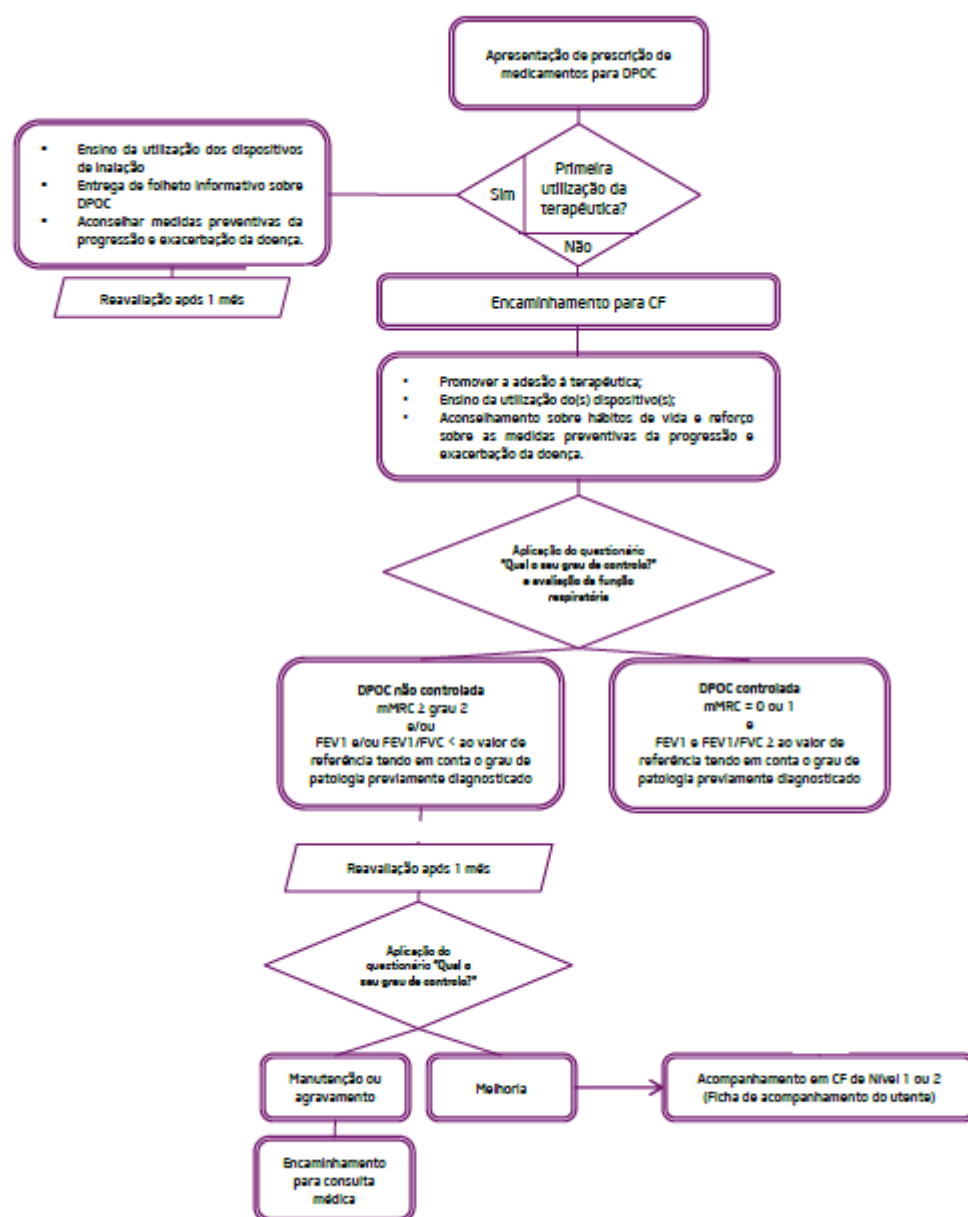 Apresentação de prescrição de
medicamentos para DPOC
▪ Ensino da utilização dos dispositivos
de inalação
▪ Entrega de folheto informativo sobre
DPOC
▪ Aconselhar medidas preventivas da
progressão e exacerbação da doença.
Sim
Primeira
utilização da
terapêutica?
Não
Reavaliação após 1 mês
Encaminhamento para CF
▪ Promover a adesão à terapêutica;
▪ Ensino da utilização do(s) dispositivo(s);
▪ Aconselhamento sobre hábitos de vida e reforço
sobre as medidas preventivas da progressão e
exacerbação da doença.
Aplicação do questionário
"Qual o seu grau de controlo?"
e avaliação da função
respiratória
DPOC não controlada
mMRC ≥ grau 2
e/ou
FEV1 e/ou FEV1/FVC < ao valor de
referência tendo em conta o grau de
patologia previamente diagnosticado
DPOC controlada
mMRC = 0 ou 1
e
FEV1 e FEV1/FVC ≥ ao valor de
referência tendo em conta o grau de
patologia previamente diagnosticado
Reavaliação após 1 mês
Aplicação do
questionário "Qual o
seu grau de controlo?"
Manutenção ou
agravamento
Melhoria
Acompanhamento em CF de Nível 1 ou 2
(Ficha de acompanhamento do utente)
Encaminhamento
para consulta
médica